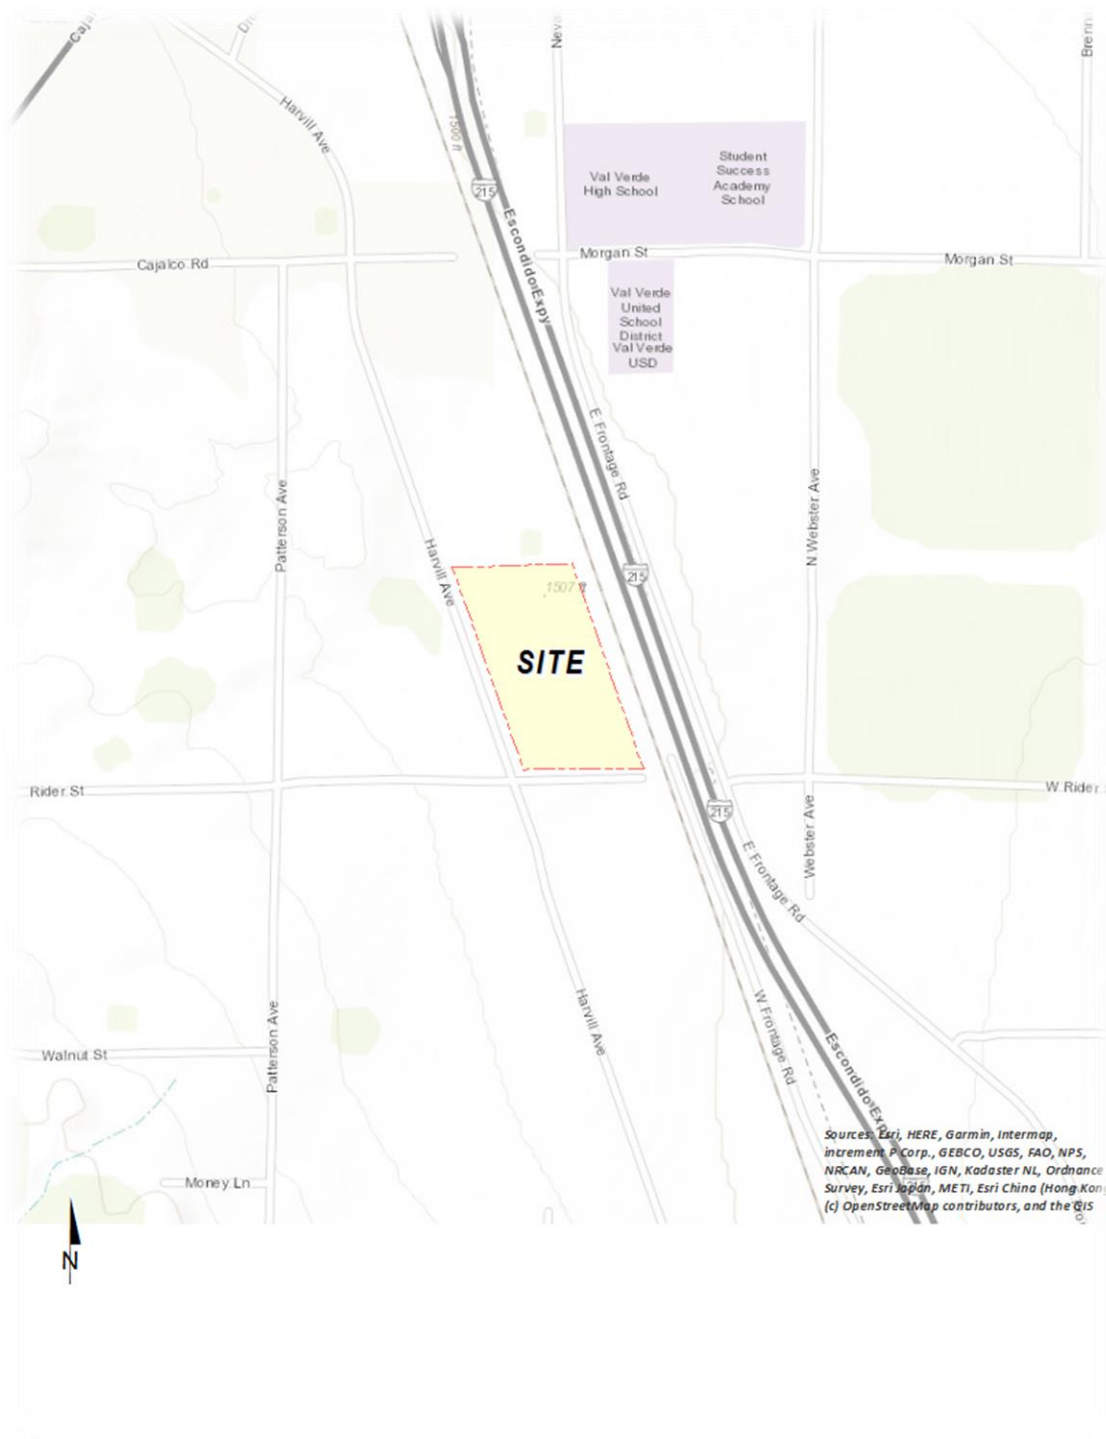 Harvill Ave
1500 ft
215
Val Verde
High School
Student
Success
Academy
School
Escondido Expy
Morgan St
Morgan St
Cajalco Rd
Val Verde
United
School
District
Val Verde
USD
E Frontage Rd
Patterson Ave
N Webster Ave
Harvill Ave
215
1507 ft
SITE
Rider St
W Rider
215
Webster Ave
E Frontage Rd
Harvill Ave
W Frontage Rd
Patterson Ave
Walnut St
Escondido Expy
Money Ln
Sources: Esri, HERE, Garmin, Intermap,
increment P Corp., GEBCO, USGS, FAO, NPS,
NRCAN, GeoBase, IGN, Kadaster NL, Ordnance
Survey, Esri Japan, METI, Esri China (Hong Kon
(c) OpenStreetMap contributors, and the GIS
N